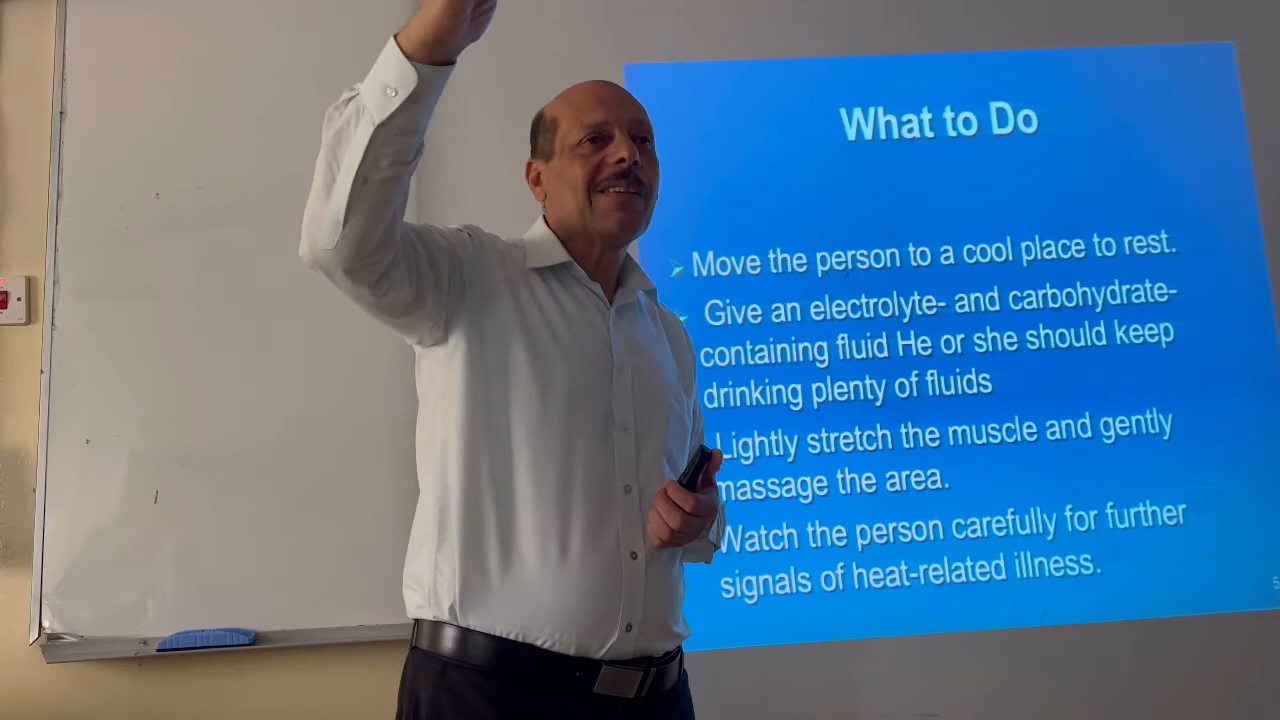 What to Do
Move the person to a cool place to rest.
Give an electrolyte- and carbohydrate-
containing fluid He or she should keep
drinking plenty of fluids
Lightly stretch the muscle and gently
massage the area.
Watch the person carefully for further
signals of heat-related illness.